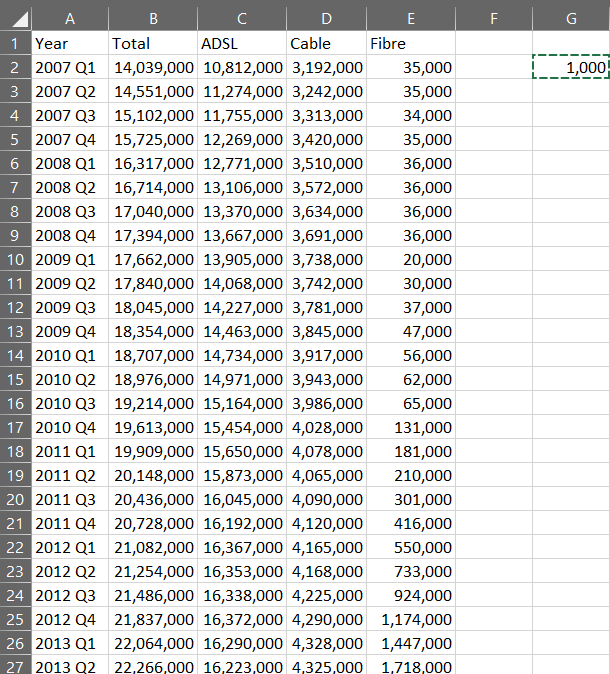 A B C D E F G
1 Year Total ADSL Cable Fibre
2 2007 Q1 14,039,000 10,812,000 3,192,000 35,000 1,000
3 2007 Q2 14,551,000 11,274,000 3,242,000 35,000
4 2007 Q3 15,102,000 11,755,000 3,313,000 34,000
5 2007 Q4 15,725,000 12,269,000 3,420,000 35,000
6 2008 Q1 16,317,000 12,771,000 3,510,000 36,000
7 2008 Q2 16,714,000 13,106,000 3,572,000 36,000
8 2008 Q3 17,040,000 13,370,000 3,634,000 36,000
9 2008 Q4 17,394,000 13,667,000 3,691,000 36,000
10 2009 Q1 17,662,000 13,905,000 3,738,000 20,000
11 2009 Q2 17,840,000 14,068,000 3,742,000 30,000
12 2009 Q3 18,045,000 14,227,000 3,781,000 37,000
13 2009 Q4 18,354,000 14,463,000 3,845,000 47,000
14 2010 Q1 18,707,000 14,734,000 3,917,000 56,000
15 2010 Q2 18,976,000 14,971,000 3,943,000 62,000
16 2010 Q3 19,214,000 15,164,000 3,986,000 65,000
17 2010 Q4 19,613,000 15,454,000 4,028,000 131,000
18 2011 Q1 19,909,000 15,650,000 4,078,000 181,000
19 2011 Q2 20,148,000 15,873,000 4,065,000 210,000
20 2011 Q3 20,436,000 16,045,000 4,090,000 301,000
21 2011 Q4 20,728,000 16,192,000 4,120,000 416,000
22 2012 Q1 21,082,000 16,367,000 4,165,000 550,000
23 2012 Q2 21,254,000 16,353,000 4,168,000 733,000
24 2012 Q3 21,486,000 16,338,000 4,225,000 924,000
25 2012 Q4 21,837,000 16,372,000 4,290,000 1,174,000
26 2013 Q1 22,064,000 16,290,000 4,328,000 1,447,000
27 2013 Q2 22,266,000 16,223,000 4,325,000 1,718,000